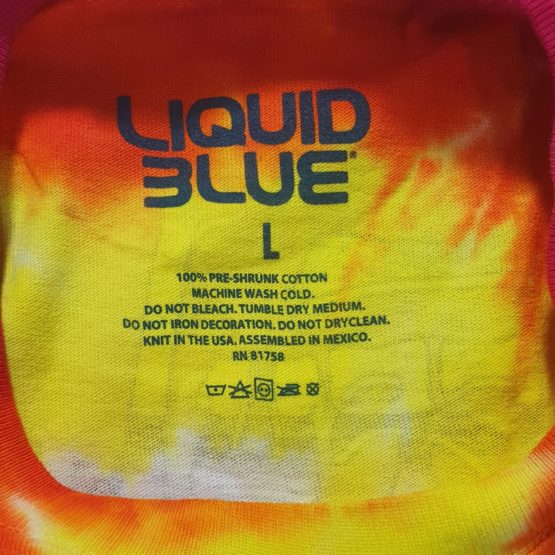 LIQUID
BLUE®
L
100% PRE-SHRUNK COTTON
MACHINE WASH COLD.
DO NOT BLEACH. TUMBLE DRY MEDIUM.
DO NOT IRON DECORATION. DO NOT DRYCLEAN.
KNIT IN THE USA. ASSEMBLED IN MEXICO.
RN 81758